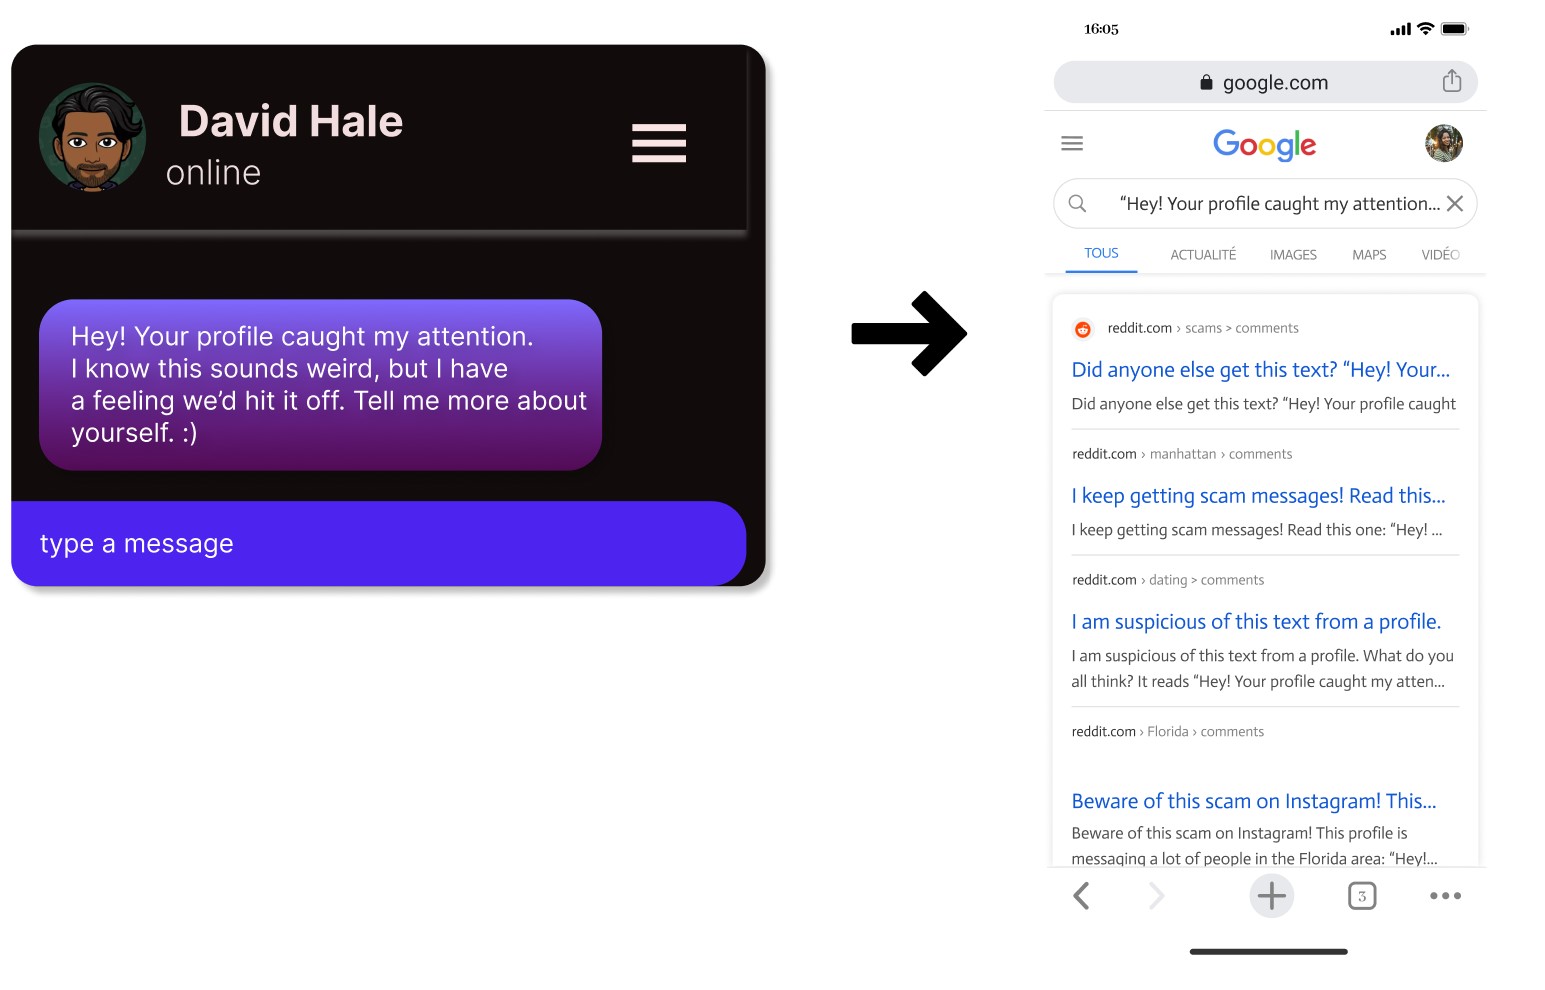 David Hale
online
Hey! Your profile caught my attention.
I know this sounds weird, but I have
a feeling we’d hit it off. Tell me more about
yourself. :)
type a message
16:05
google.com
Google
“Hey! Your profile caught my attention...
TOUS ACTUALITÉ IMAGES MAPS VIDÉO
reddit.com › scams > comments
Did anyone else get this text? “Hey! Your...
Did anyone else get this text? “Hey! Your profile caught
reddit.com › manhattan › comments
I keep getting scam messages! Read this...
I keep getting scam messages! Read this one: “Hey! ...
reddit.com › dating > comments
I am suspicious of this text from a profile.
I am suspicious of this text from a profile. What do you
all think? It reads “Hey! Your profile caught my atten...
reddit.com › Florida › comments
Beware of this scam on Instagram! This...
Beware of this scam on Instagram! This profile is
messaging a lot of people in the Florida area: “Hey!...
3